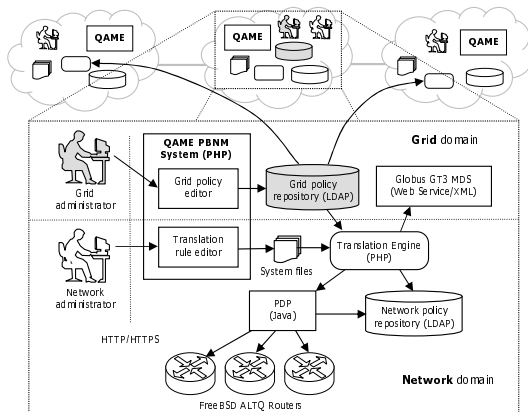 QAME
QAME
QAME
Grid domain
QAME PBNM
System (PHP)
Grid
administrator
Grid policy
editor
Grid policy
repository (LDAP)
Globus GT3 MDS
(Web Service/XML)
Network
administrator
Translation
rule editor
System files
Translation Engine
(PHP)
PDP
(Java)
Network policy
repository (LDAP)
HTTP/HTTPS
FreeBSD ALTQ Routers
Network domain